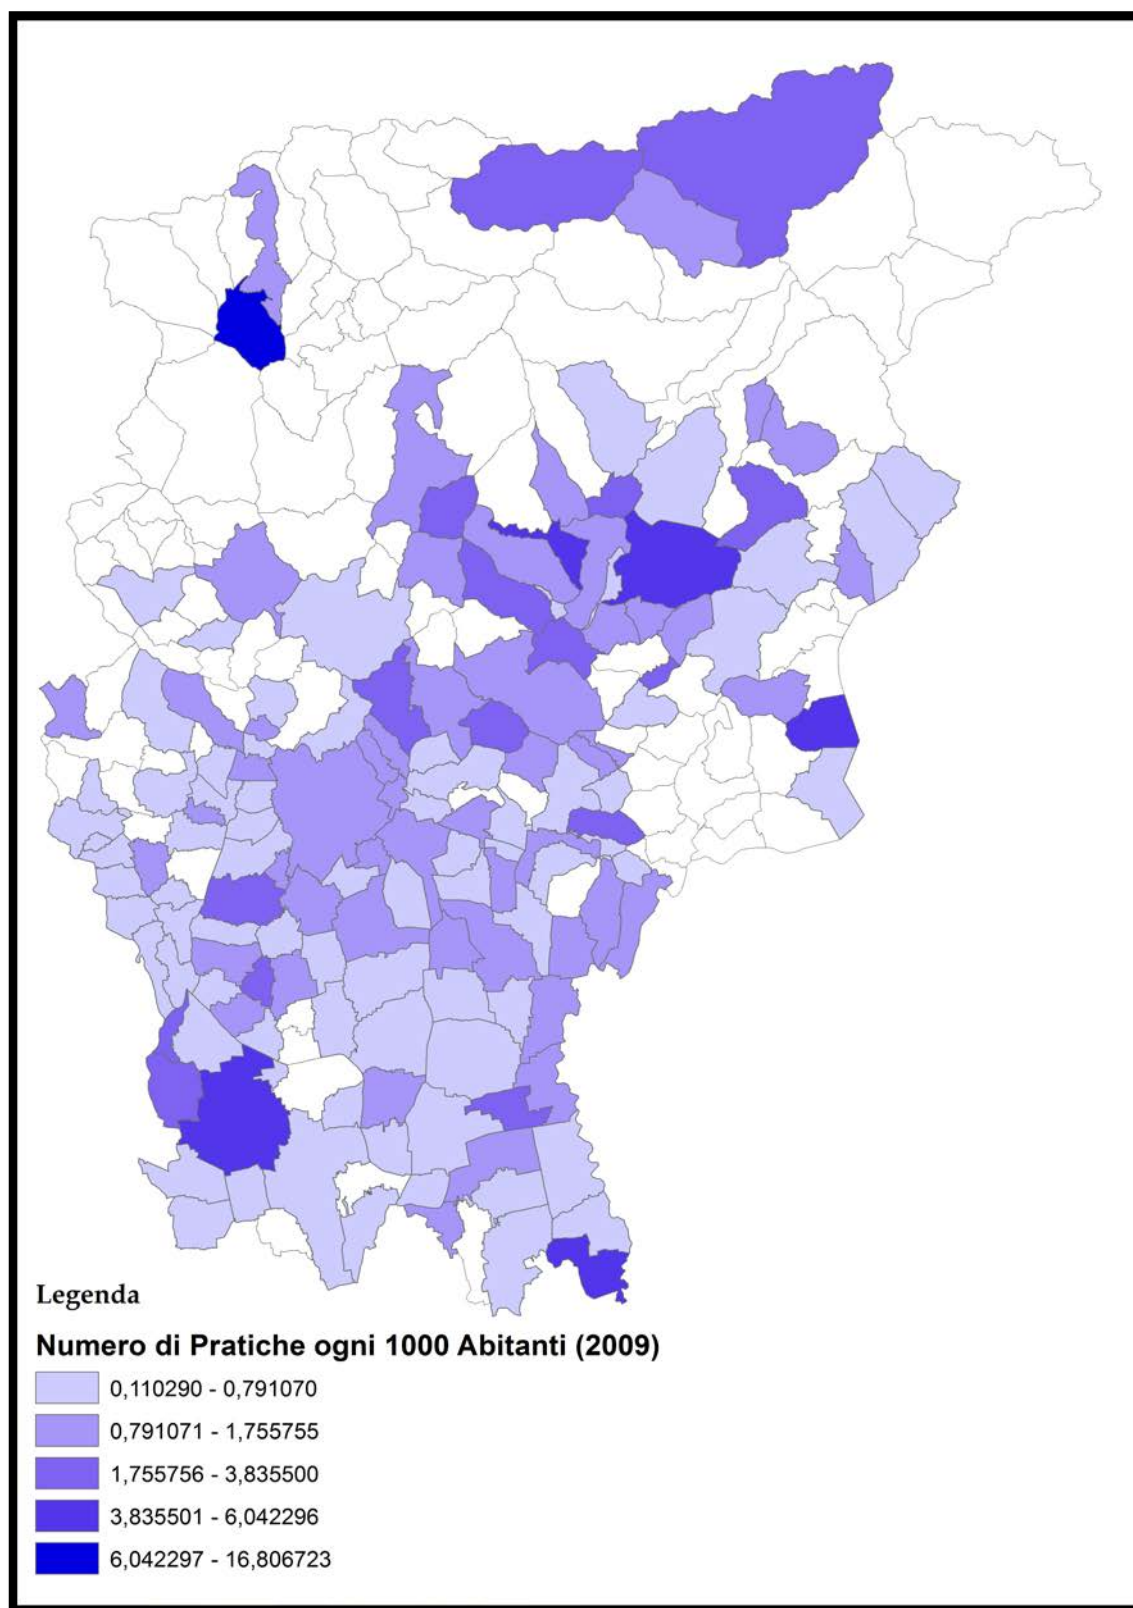 Legenda
Numero di Pratiche ogni 1000 Abitanti (2009)
0,110290 - 0,791070
0,791071 - 1,755755
1,755756 - 3,835500
3,835501 - 6,042296
6,042297 - 16,806723